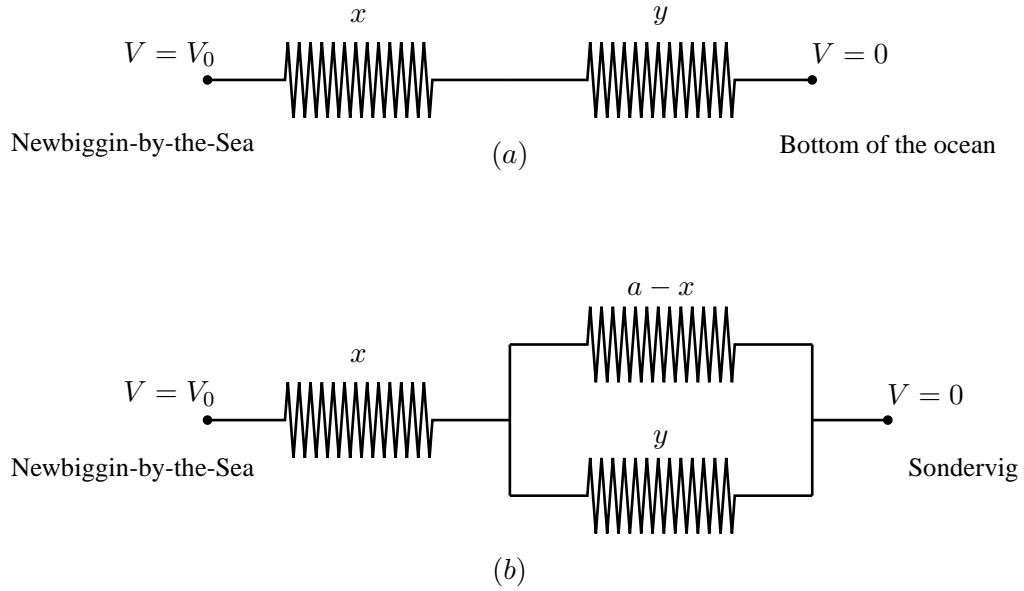 x y
V = V₀ V = 0
Newbiggin-by-the-Sea Bottom of the ocean
(a)
a − x
x
V = V₀ V = 0
y
Newbiggin-by-the-Sea Sondervig
(b)